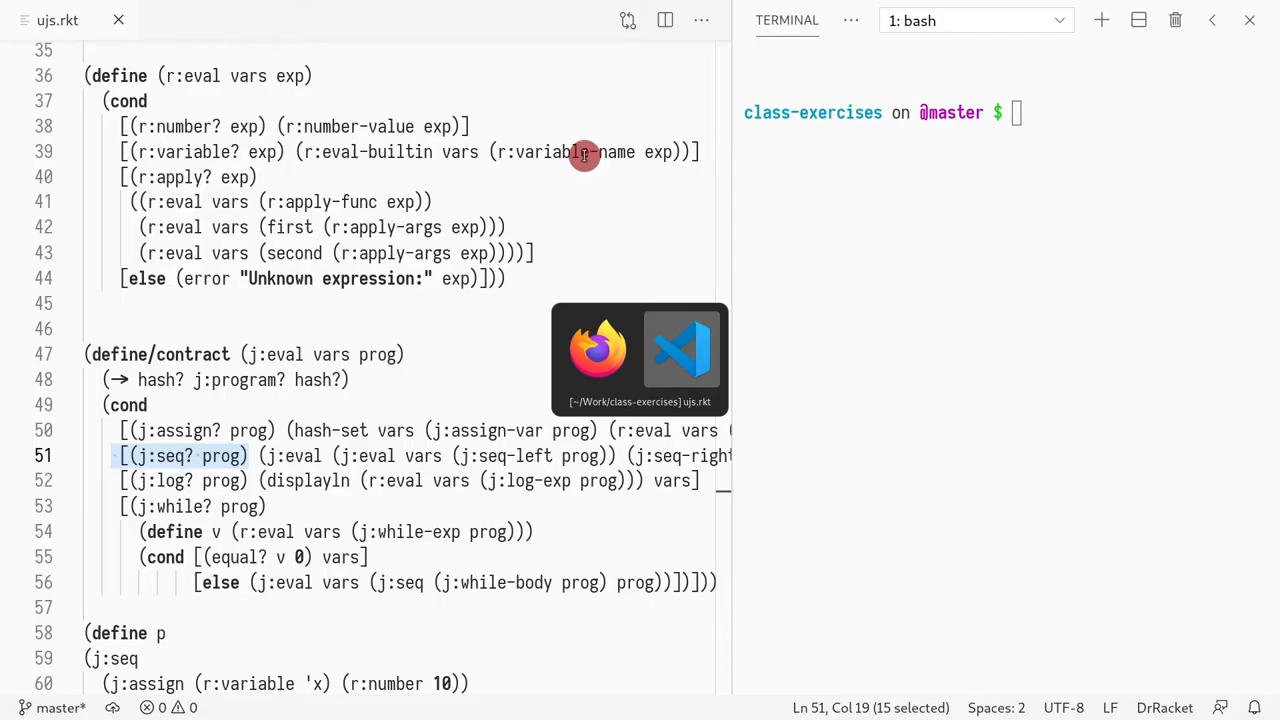 ujs.rkt
TERMINAL
1: bash
35
36 (define (r:eval vars exp)
37 (cond
38 [(r:number? exp) (r:number-value exp)]
39 [(r:variable? exp) (r:eval-builtin vars (r:variable-name exp))]
40 [(r:apply? exp)
41 ((r:eval vars (r:apply-func exp))
42 (r:eval vars (first (r:apply-args exp)))
43 (r:eval vars (second (r:apply-args exp))))]
44 [else (error "Unknown expression:" exp)]))
45
46
47 (define/contract (j:eval vars prog)
48 (→ hash? j:program? hash?)
49 (cond
50 [(j:assign? prog) (hash-set vars (j:assign-var prog) (r:eval vars (
51 [(j:seq? prog) (j:eval (j:eval vars (j:seq-left prog)) (j:seq-right
52 [(j:log? prog) (displayln (r:eval vars (j:log-exp prog))) vars]
53 [(j:while? prog)
54 (define v (r:eval vars (j:while-exp prog)))
55 (cond [(equal? v 0) vars]
56 [else (j:eval vars (j:seq (j:while-body prog) prog))])]))
57
58 (define p
59 (j:seq
60 (j:assign (r:variable 'x) (r:number 10))
class-exercises on @master $
[~/Work/class-exercises] ujs.rkt
master* 0 0 Ln 51, Col 19 (15 selected) Spaces: 2 UTF-8 LF DrRacket